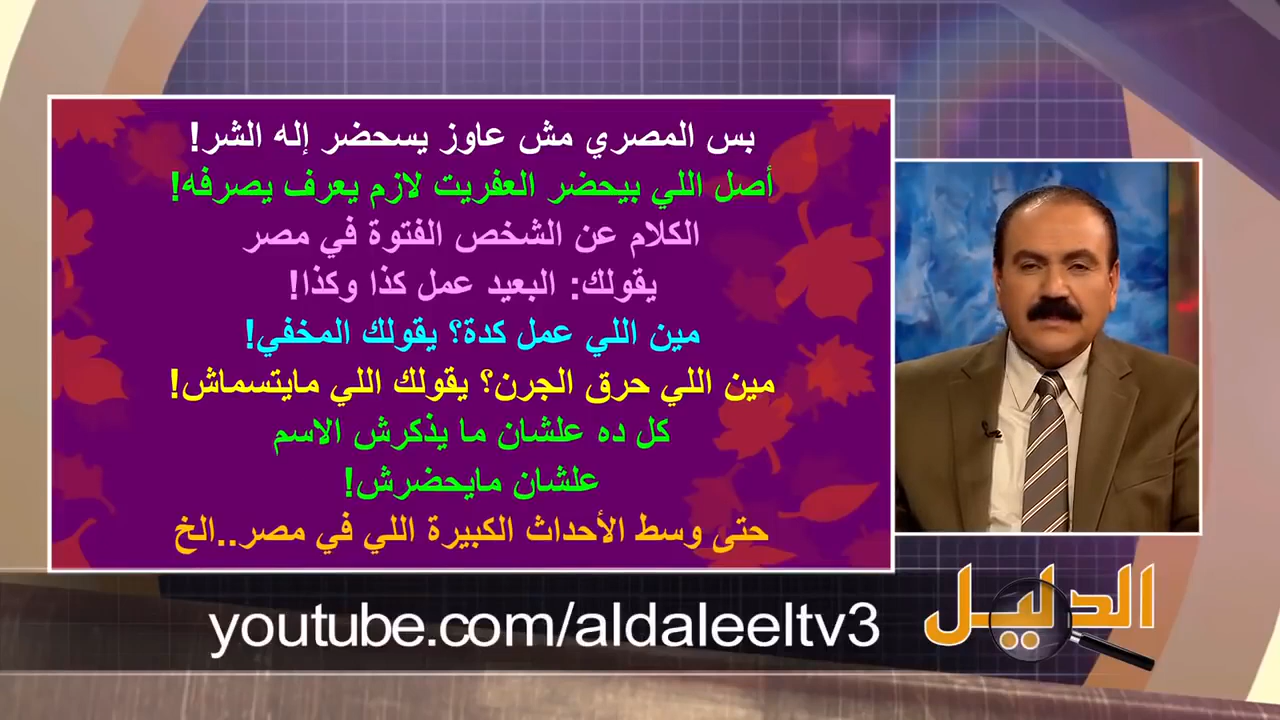 بس المصري مش عاوز يسحضر إله الشر!
أصل اللي بيحضر العفريت لازم يعرف يصرفه!
الكلام عن الشخص الفتوة في مصر
يقولك: البعيد عمل كذا وكذا!
مين اللي عمل كدة؟ يقولك المخفي!
مين اللي حرق الجرن؟ يقولك اللي مايتسماش!
كل ده علشان ما يذكرش الاسم
علشان مايحضرش!
حتى وسط الأحداث الكبيرة اللي في مصر..الخ
الدليل
youtube.com/aldaleeltv3